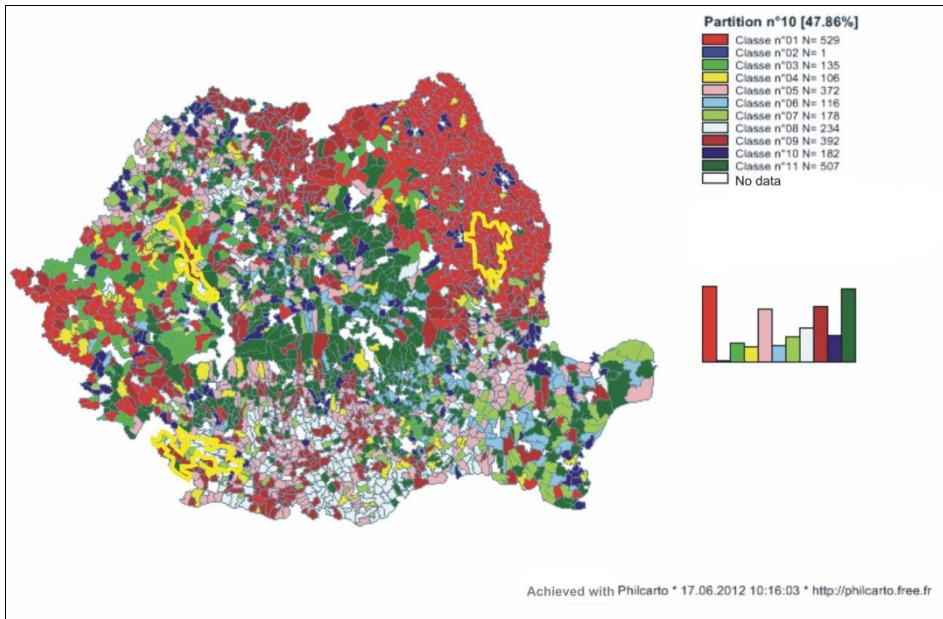 Partition n°10 [47.86%]
Classe n°01 N= 529
Classe n°02 N= 1
Classe n°03 N= 135
Classe n°04 N= 106
Classe n°05 N= 372
Classe n°06 N= 116
Classe n°07 N= 178
Classe n°08 N= 234
Classe n°09 N= 392
Classe n°10 N= 182
Classe n°11 N= 507
No data
Achieved with Philcarto * 17.06.2012 10:16:03 * http://philcarto.free.fr